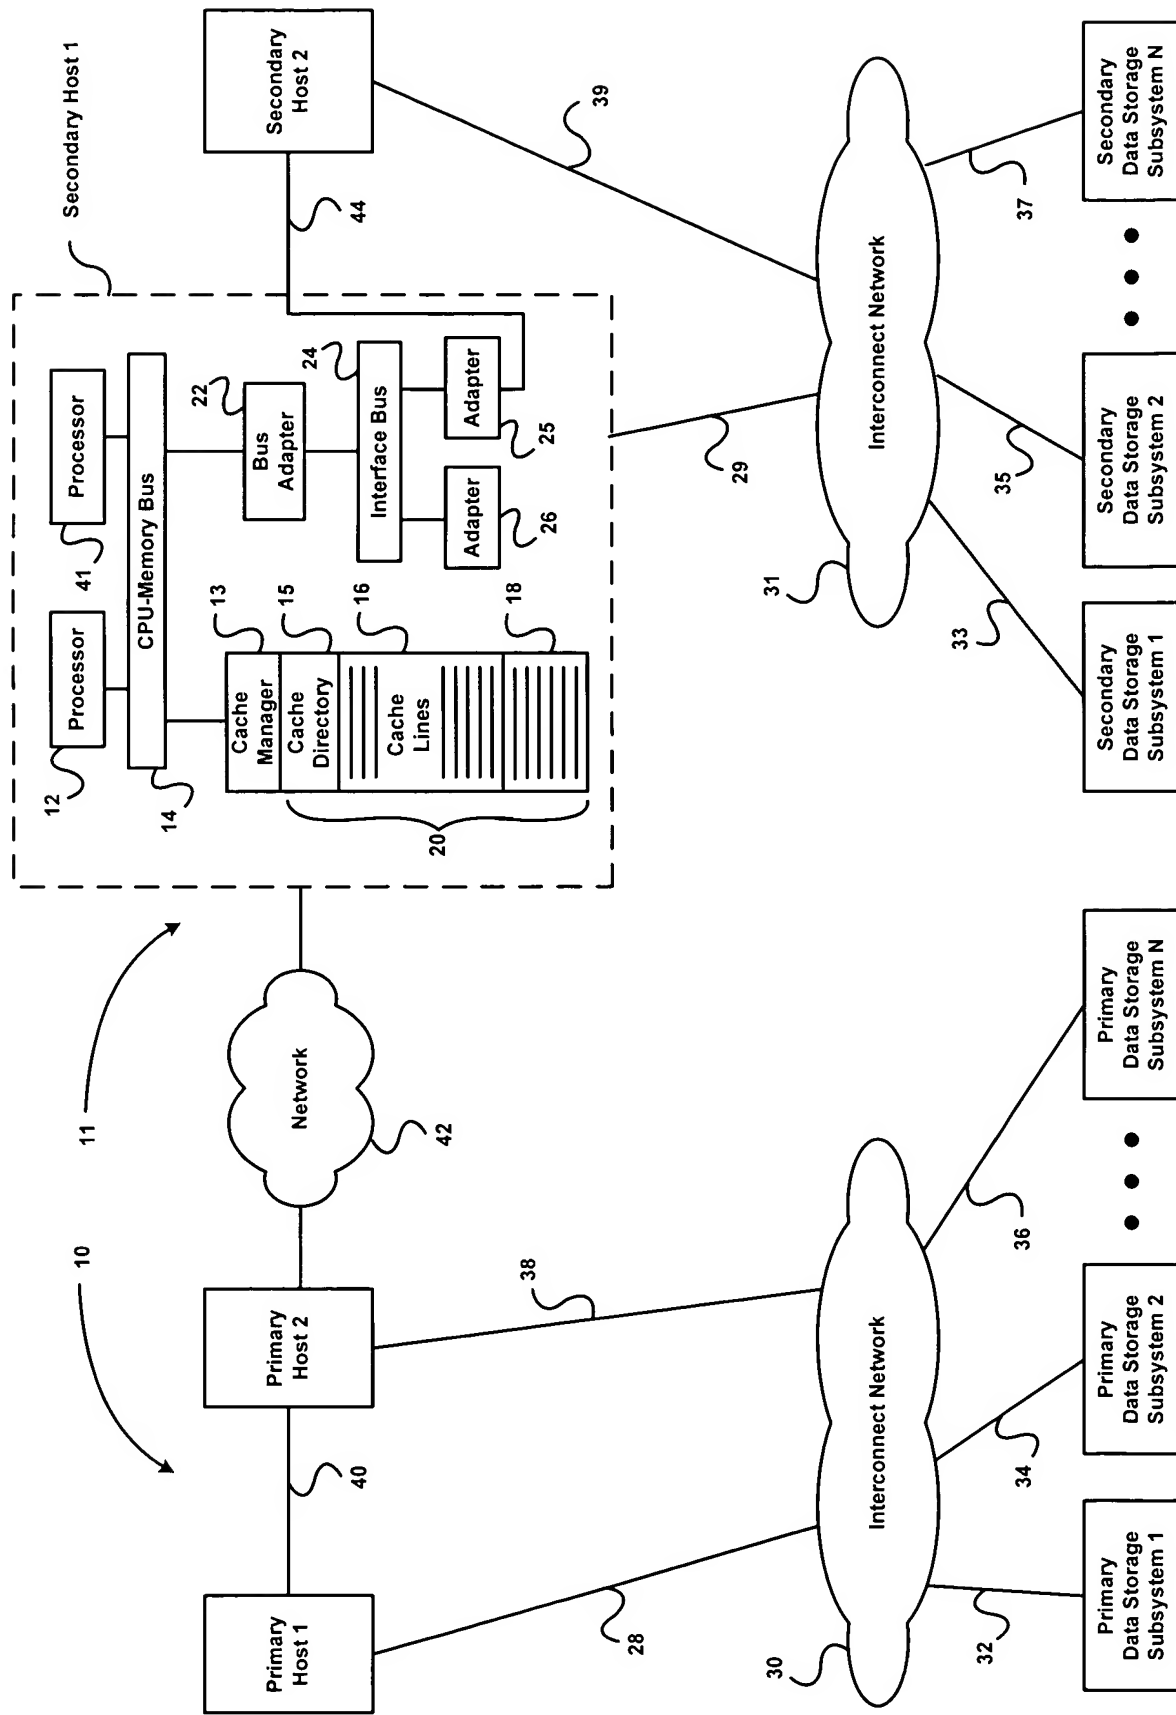 Secondary Host 1
10
11
12
Processor
41
Processor
14
CPU-Memory Bus
Primary
Host 1
40
Primary
Host 2
Network
42
Cache
Manager
13
Cache
Directory
15
Cache
Lines
16
18
20
22
Bus
Adapter
24
Interface Bus
Adapter
26
Adapter
25
44
Secondary
Host 2
28
38
29
39
30
Interconnect Network
31
Interconnect Network
32
34
36
33
35
37
Primary
Data Storage
Subsystem 1
Primary
Data Storage
Subsystem 2
Primary
Data Storage
Subsystem N
Secondary
Data Storage
Subsystem 1
Secondary
Data Storage
Subsystem 2
Secondary
Data Storage
Subsystem N